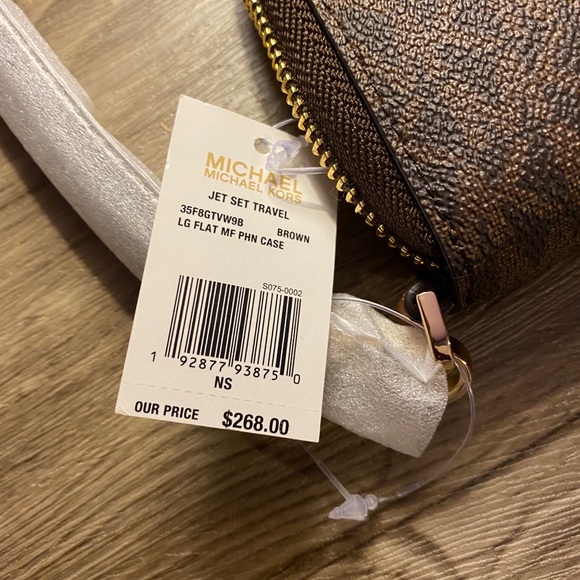 MICHAEL
MICHAEL KORS
JET SET TRAVEL
35F8GTVW9B BROWN
LG FLAT MF PHN CASE
S075-0002
1 92877 93875 0
NS
OUR PRICE $268.00